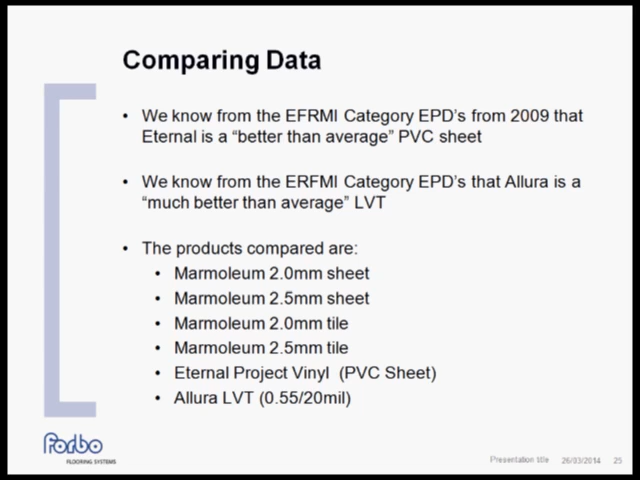 Comparing Data
• We know from the EFRMI Category EPD's from 2009 that
Eternal is a "better than average" PVC sheet
• We know from the ERFMI Category EPD's that Allura is a
"much better than average" LVT
• The products compared are:
• Marmoleum 2.0mm sheet
• Marmoleum 2.5mm sheet
• Marmoleum 2.0mm tile
• Marmoleum 2.5mm tile
• Eternal Project Vinyl (PVC Sheet)
• Allura LVT (0.55/20mil)
Forbo
FLOORING SYSTEMS
Presentation title 26/03/2014 25